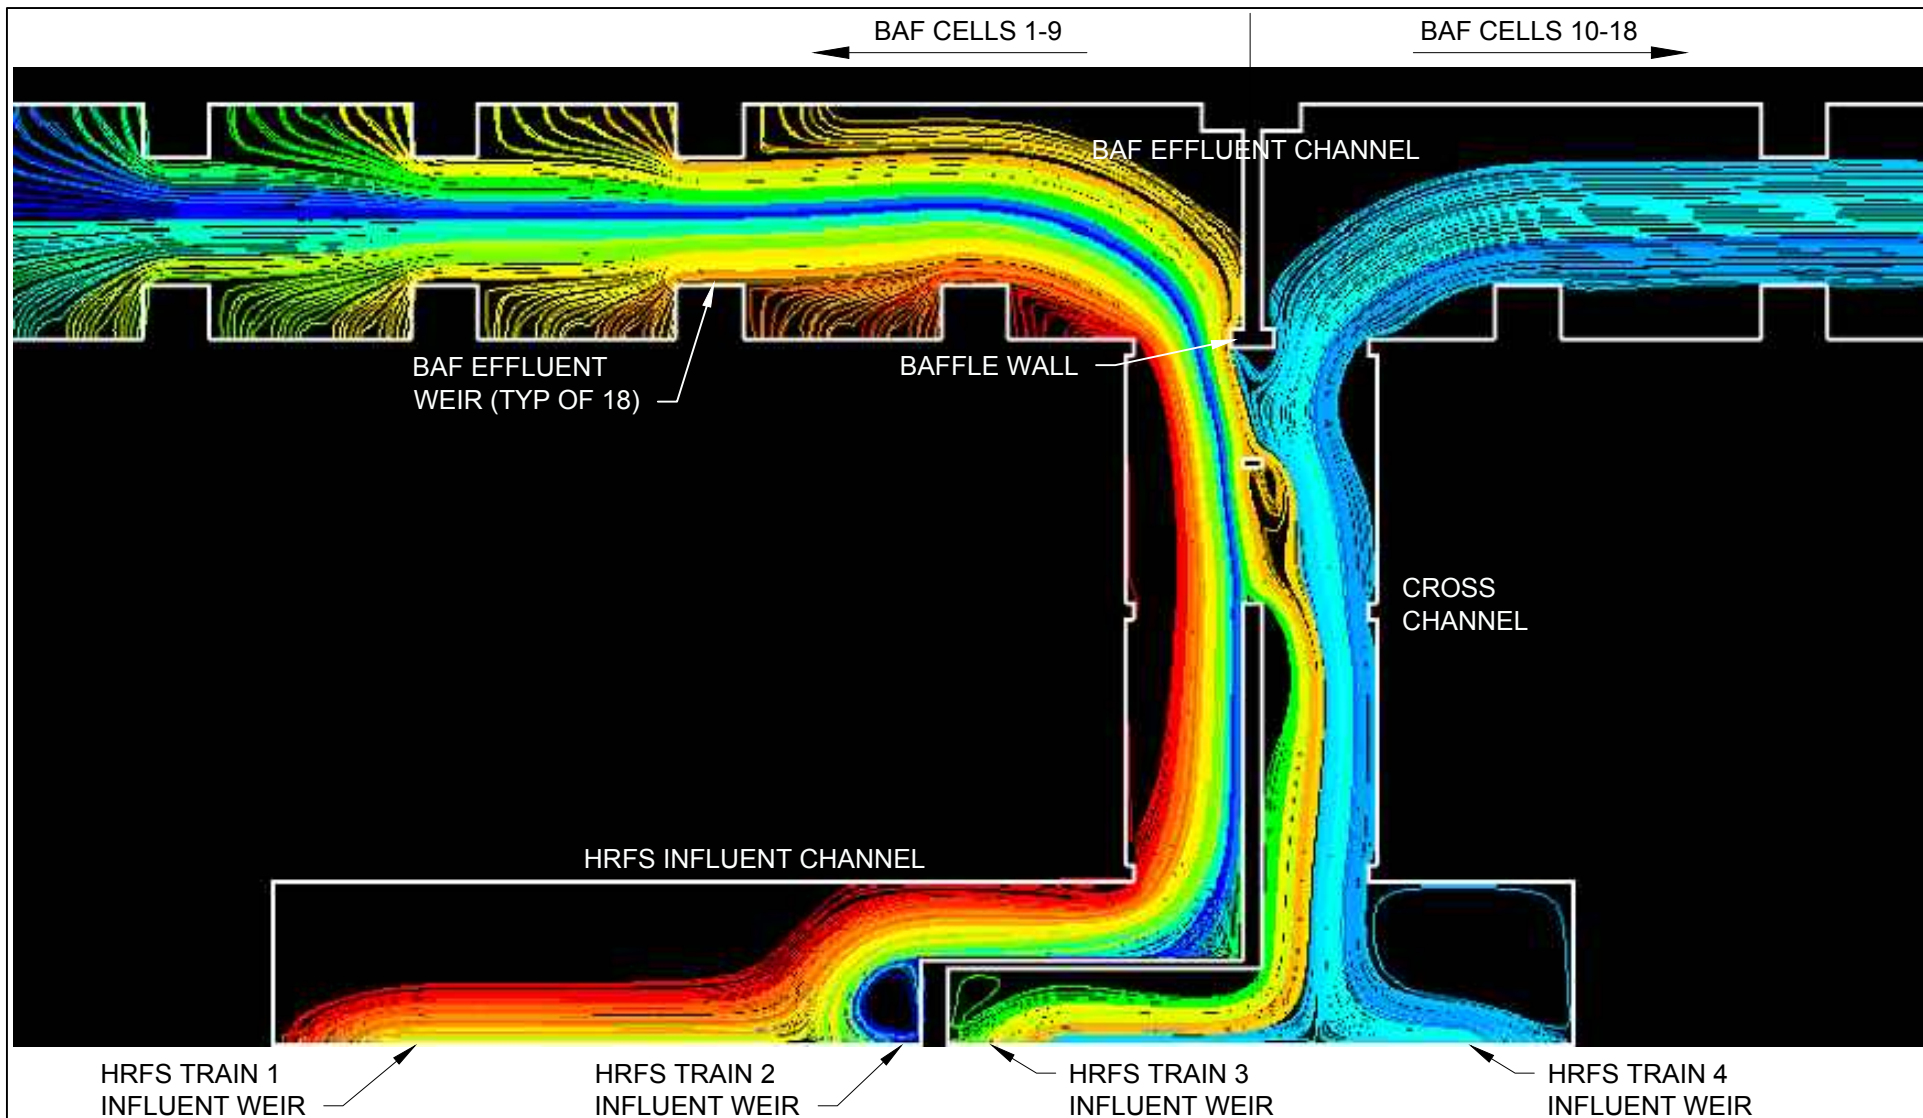 BAF CELLS 1-9
BAF CELLS 10-18
BAF EFFLUENT CHANNEL
BAF EFFLUENT
WEIR (TYP OF 18)
BAFFLE WALL
CROSS
CHANNEL
HRFS INFLUENT CHANNEL
HRFS TRAIN 1
INFLUENT WEIR
HRFS TRAIN 2
INFLUENT WEIR
HRFS TRAIN 3
INFLUENT WEIR
HRFS TRAIN 4
INFLUENT WEIR